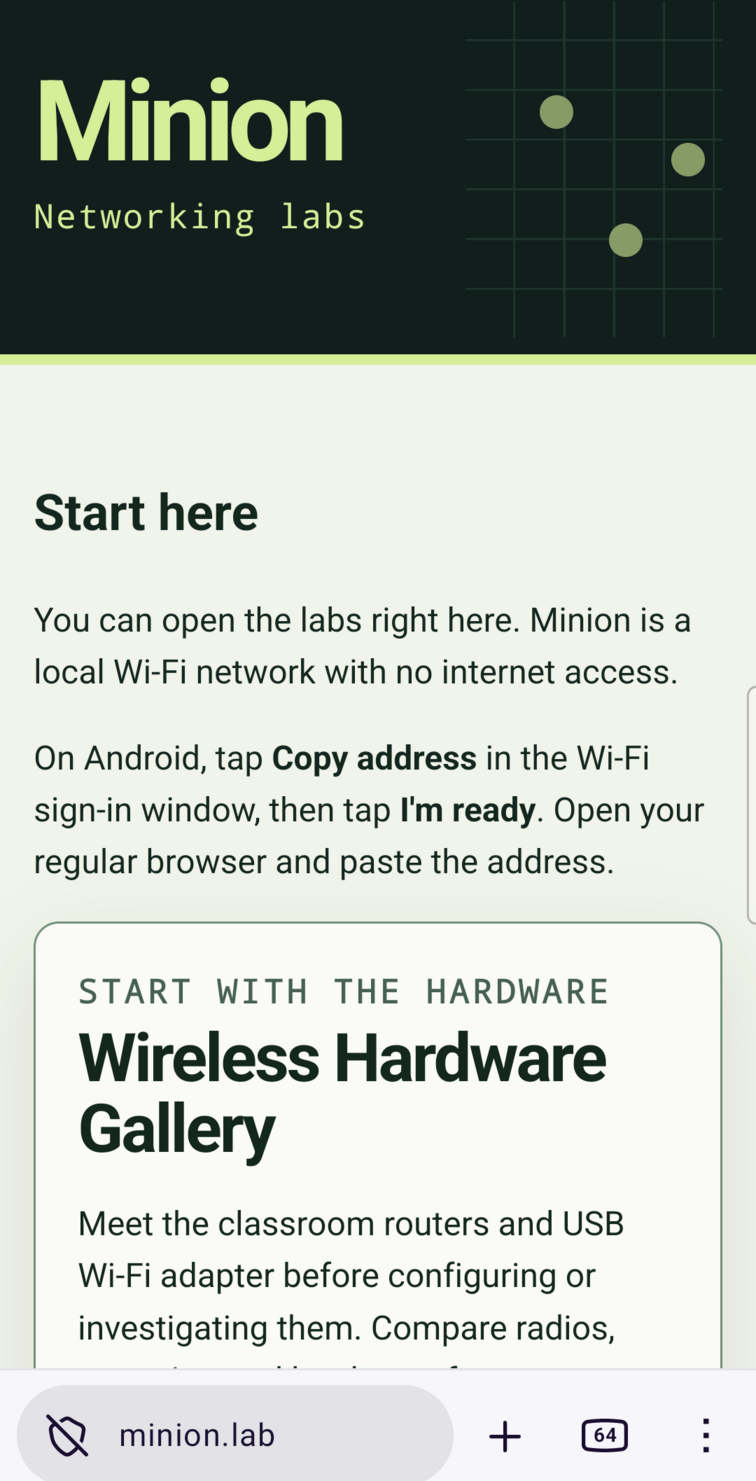 Minion
Networking labs
Start here
You can open the labs right here. Minion is a
local Wi-Fi network with no internet access.
On Android, tap Copy address in the Wi-Fi
sign-in window, then tap I'm ready. Open your
regular browser and paste the address.
START WITH THE HARDWARE
Wireless Hardware
Gallery
Meet the classroom routers and USB
Wi-Fi adapter before configuring or
investigating them. Compare radios,
minion.lab
64